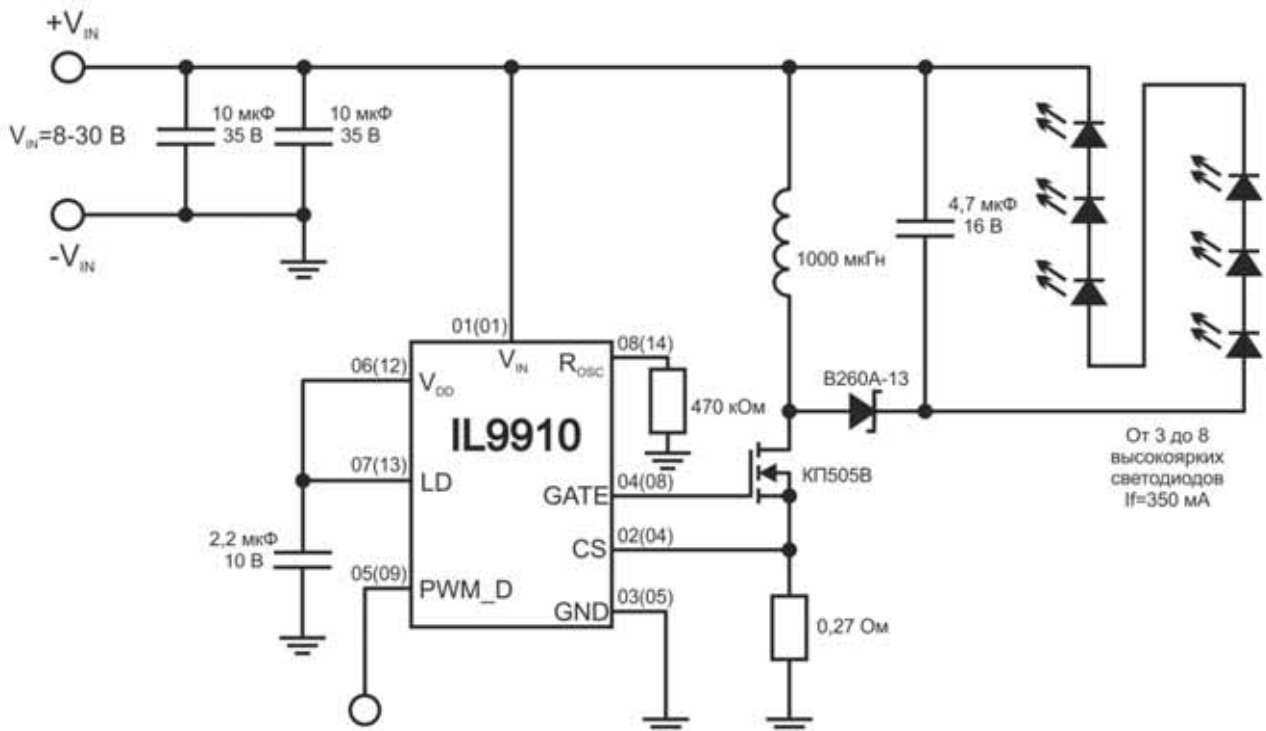 +VIN
10 мкФ
35 В
10 мкФ
35 В
VIN=8-30 В
-VIN
4,7 мкФ
16 В
1000 мкГн
01(01)
VIN
08(14)
ROSC
06(12)
VDD
470 кОм
B260A-13
IL9910
07(13)
LD
04(08)
GATE
КП505В
От 3 до 8
высокоярких
светодиодов
If=350 мА
2,2 мкФ
10 В
02(04)
CS
05(09)
PWM_D
03(05)
GND
0,27 Ом